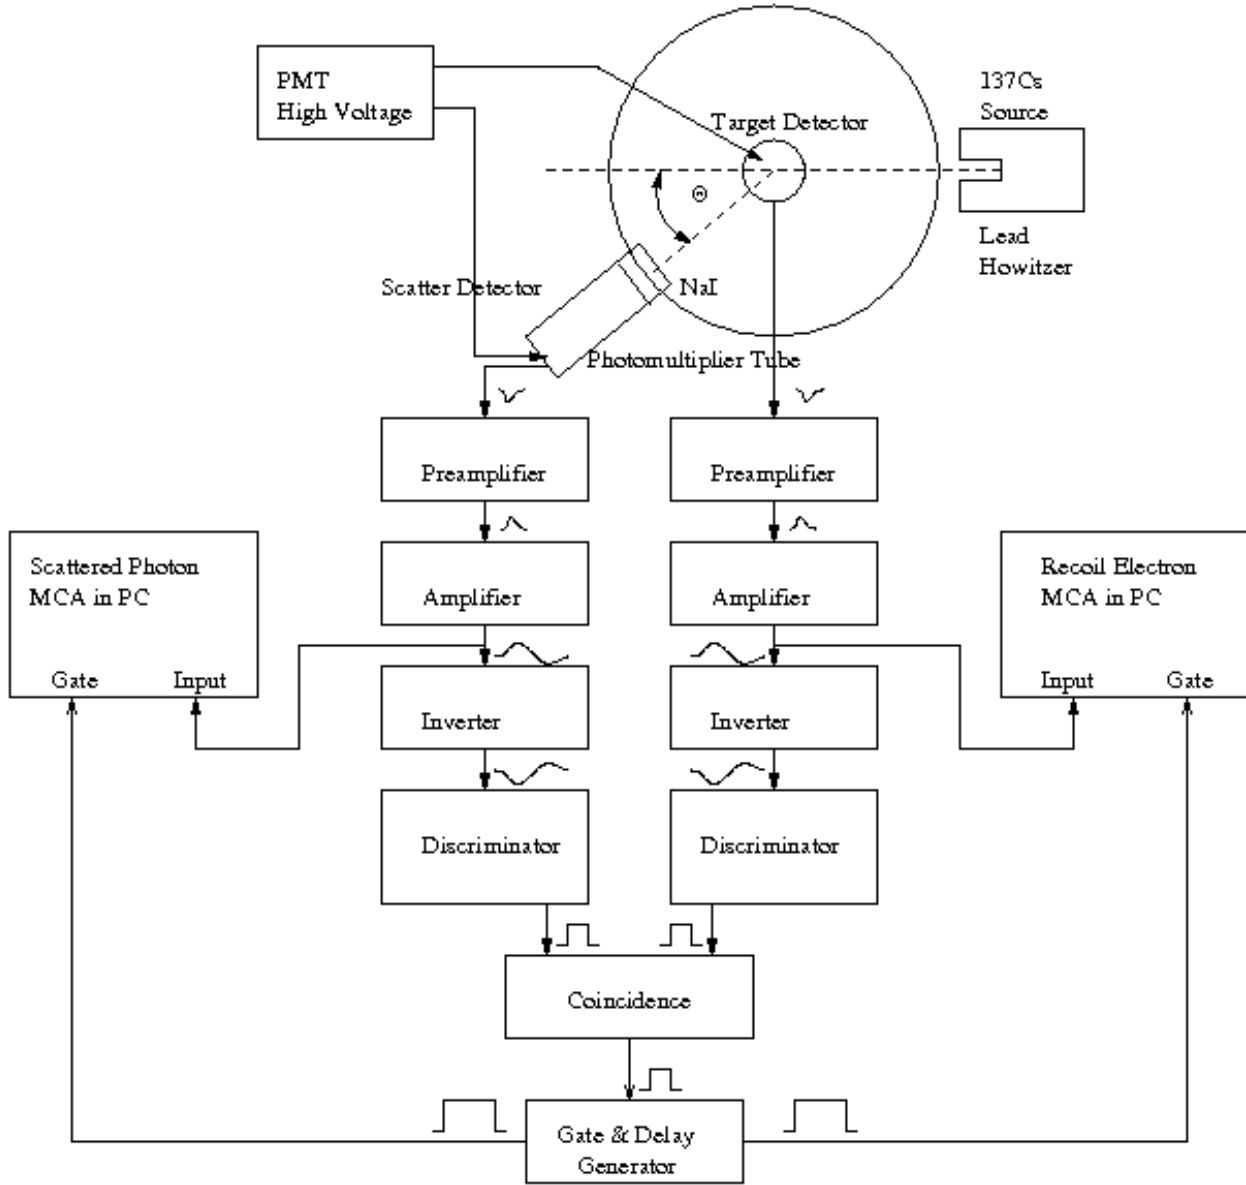 PMT
High Voltage
Target Detector
137Cs
Source
Θ
Lead
Howitzer
Scatter Detector
NaI
Photomultiplier Tube
Preamplifier
Preamplifier
Scattered Photon
MCA in PC
Gate
Input
Amplifier
Amplifier
Recoil Electron
MCA in PC
Input
Gate
Inverter
Inverter
Discriminator
Discriminator
Coincidence
Gate & Delay
Generator